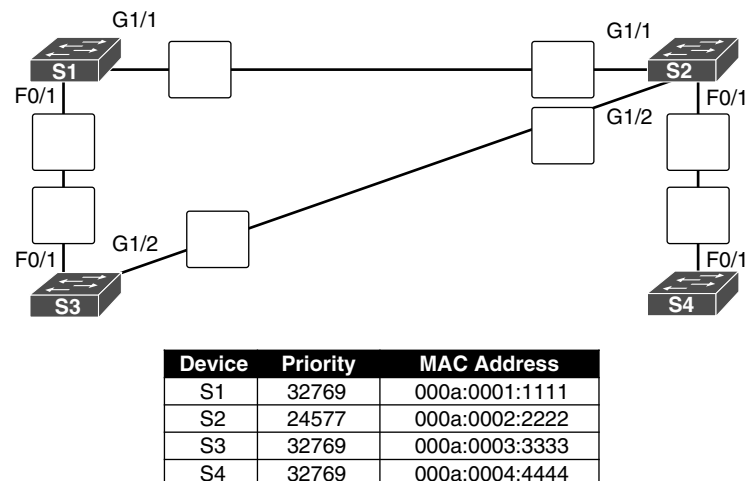 G1/1
G1/1
S1
S2
F0/1
F0/1
G1/2
G1/2
F0/1
F0/1
S3
S4
Device Priority MAC Address
S1 32769 000a:0001:1111
S2 24577 000a:0002:2222
S3 32769 000a:0003:3333
S4 32769 000a:0004:4444